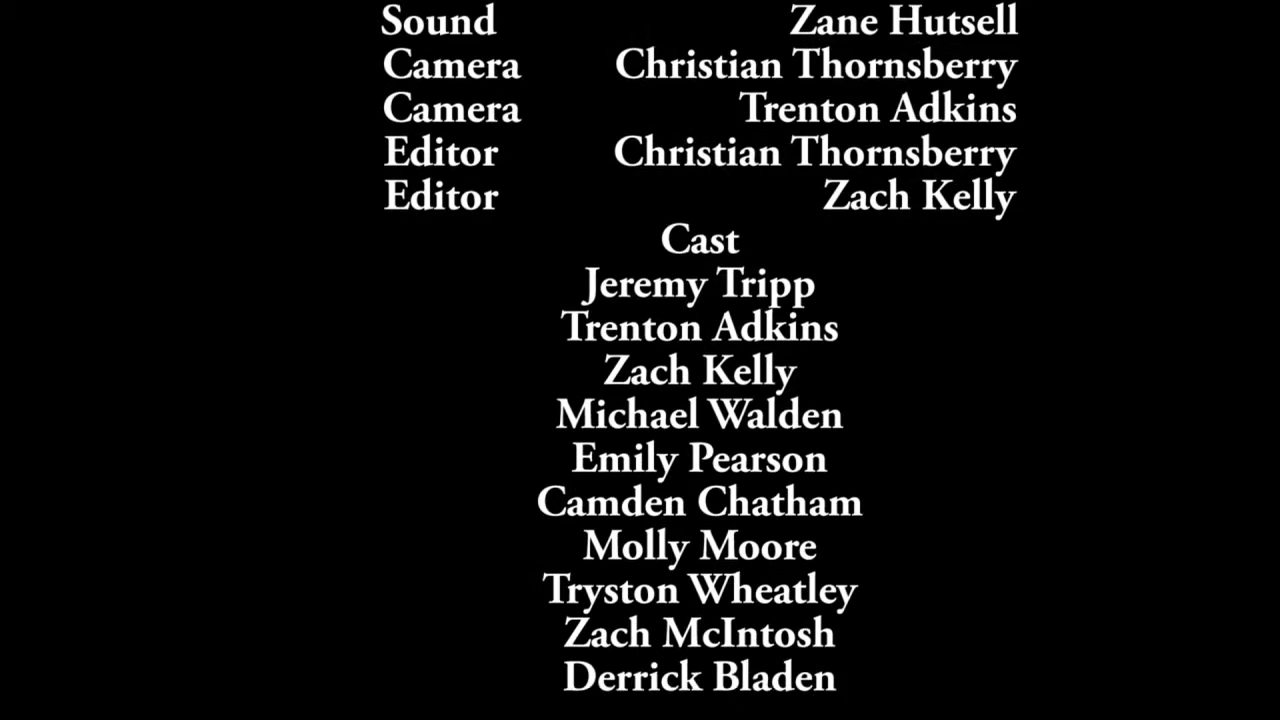 Sound Zane Hutsell
Camera Christian Thornsberry
Camera Trenton Adkins
Editor Christian Thornsberry
Editor Zach Kelly
Cast
Jeremy Tripp
Trenton Adkins
Zach Kelly
Michael Walden
Emily Pearson
Camden Chatham
Molly Moore
Tryston Wheatley
Zach McIntosh
Derrick Bladen